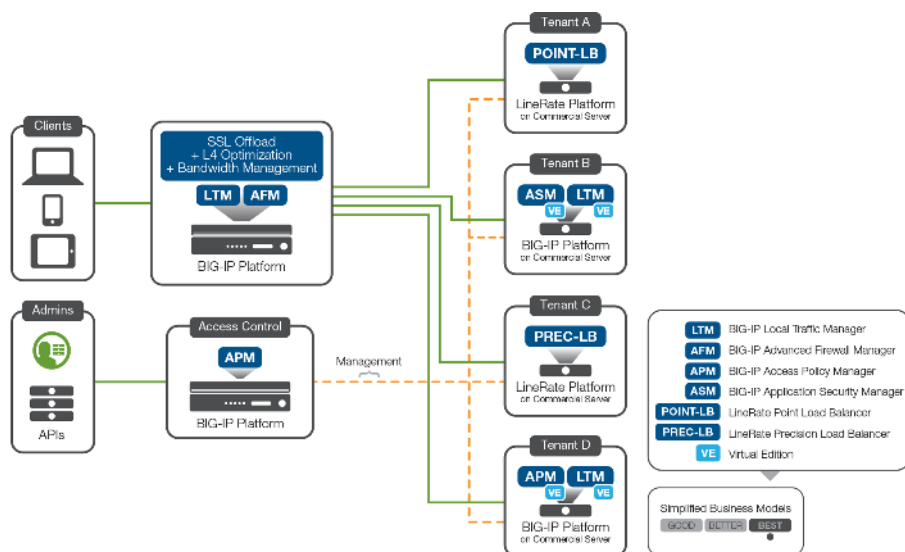 Clients
SSL Offload
+ L4 Optimization
+ Bandwidth Management
LTM AFM
BIG-IP Platform
Admins
APIs
Access Control
APM
BIG-IP Platform
Management
Tenant A
POINT-LB
LineRate Platform
on Commercial Server
Tenant B
ASM LTM
VE VE
BIG-IP Platform
on Commercial Server
Tenant C
PREC-LB
LineRate Platform
on Commercial Server
Tenant D
APM LTM
VE VE
BIG-IP Platform
on Commercial Server
LTM BIG-IP Local Traffic Manager
AFM BIG-IP Advanced Firewall Manager
APM BIG-IP Access Policy Manager
ASM BIG-IP Application Security Manager
POINT-LB LineRate Point Load Balancer
PREC-LB LineRate Precision Load Balancer
VE Virtual Edition
Simplified Business Models
GOOD BETTER BEST